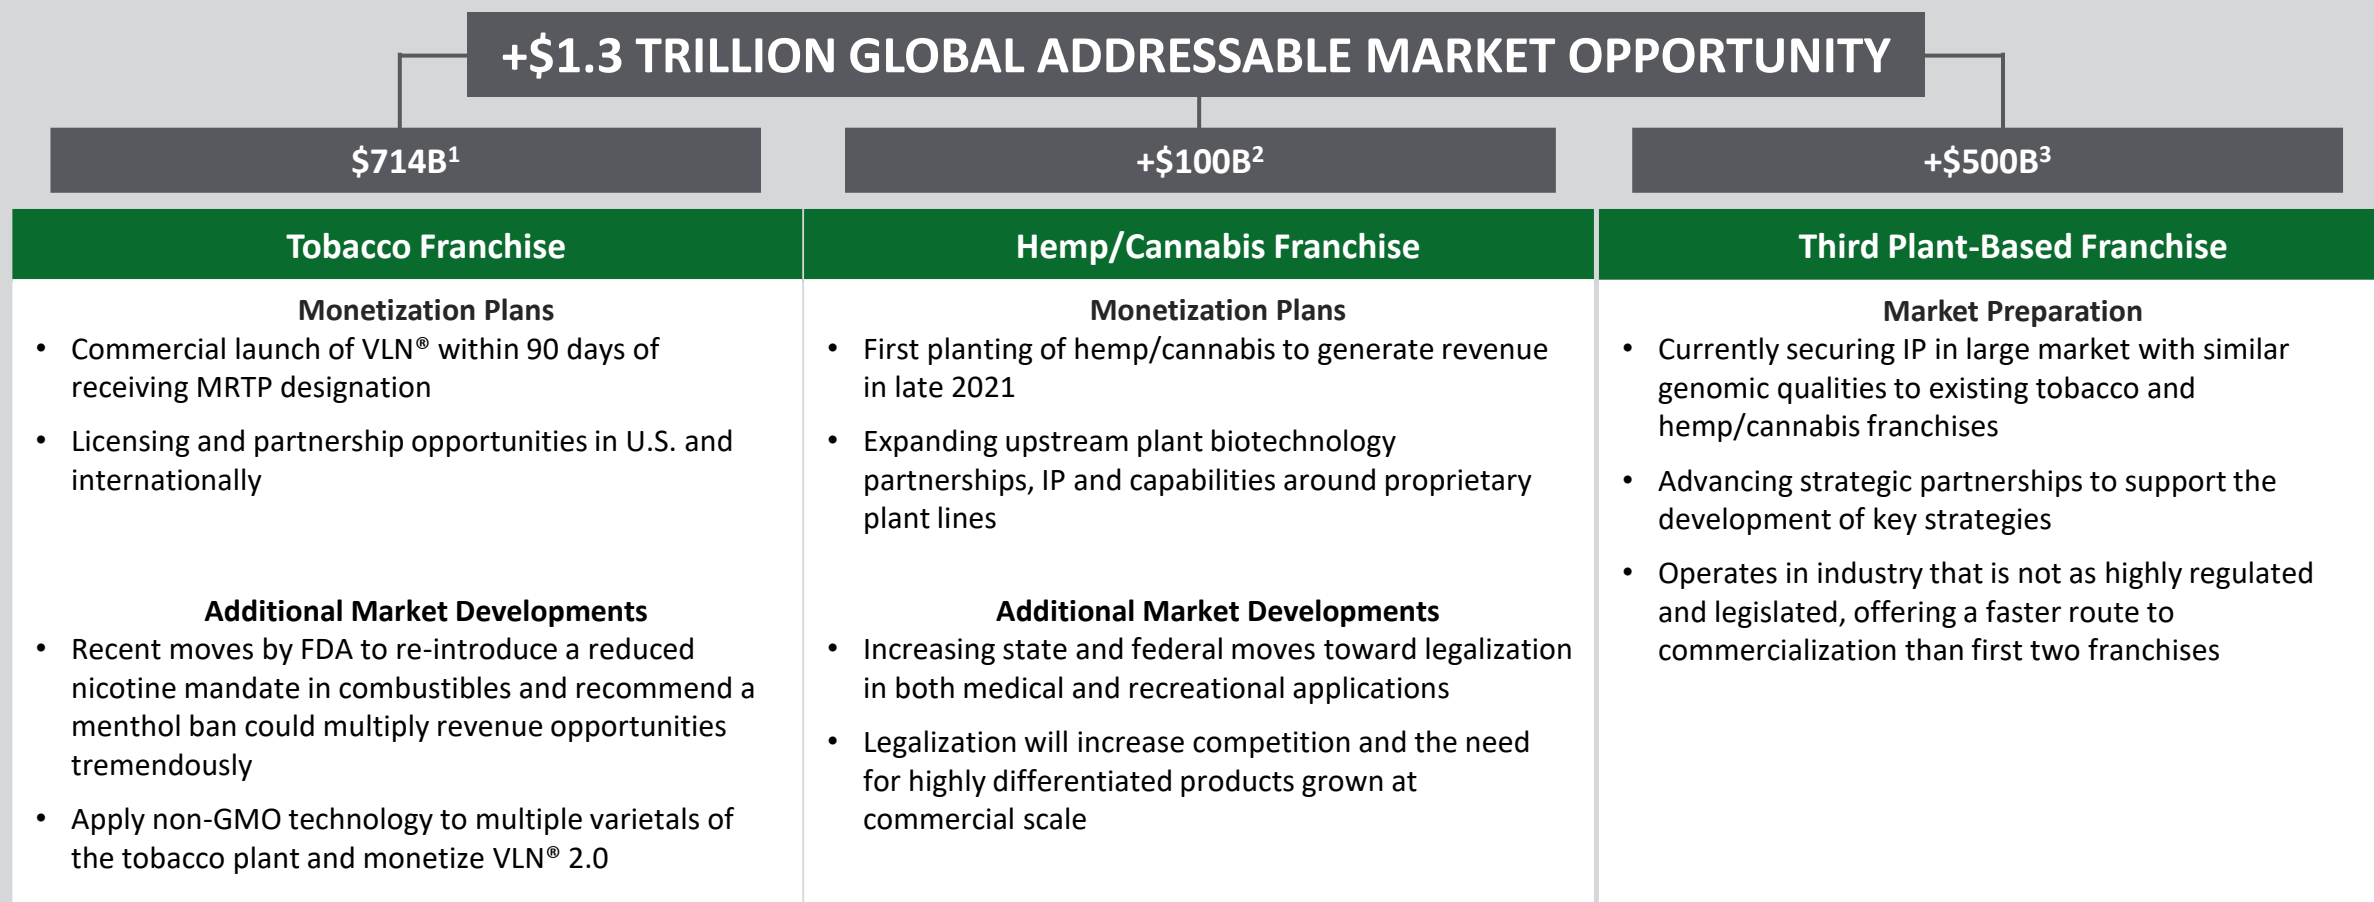 +$1.3 TRILLION GLOBAL ADDRESSABLE MARKET OPPORTUNITY
$714B¹
+$100B²
+$500B³
Tobacco Franchise
Monetization Plans
• Commercial launch of VLN® within 90 days of
receiving MRTP designation
• Licensing and partnership opportunities in U.S. and
internationally
Additional Market Developments
• Recent moves by FDA to re-introduce a reduced
nicotine mandate in combustibles and recommend a
menthol ban could multiply revenue opportunities
tremendously
• Apply non-GMO technology to multiple varietals of
the tobacco plant and monetize VLN® 2.0
Hemp/Cannabis Franchise
Monetization Plans
• First planting of hemp/cannabis to generate revenue
in late 2021
• Expanding upstream plant biotechnology
partnerships, IP and capabilities around proprietary
plant lines
Additional Market Developments
• Increasing state and federal moves toward legalization
in both medical and recreational applications
• Legalization will increase competition and the need
for highly differentiated products grown at
commercial scale
Third Plant-Based Franchise
Market Preparation
• Currently securing IP in large market with similar
genomic qualities to existing tobacco and
hemp/cannabis franchises
• Advancing strategic partnerships to support the
development of key strategies
• Operates in industry that is not as highly regulated
and legislated, offering a faster route to
commercialization than first two franchises